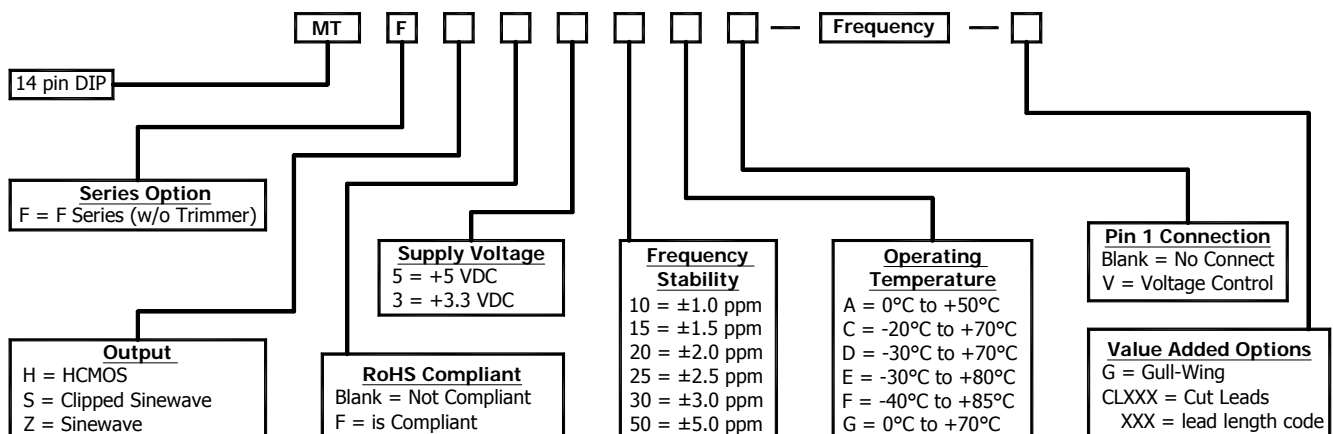 MT F — Frequency —
14 pin DIP
Series Option
F = F Series (w/o Trimmer)
Output
H = HCMOS
S = Clipped Sinewave
Z = Sinewave
RoHS Compliant
Blank = Not Compliant
F = is Compliant
Supply Voltage
5 = +5 VDC
3 = +3.3 VDC
Frequency
Stability
10 = ±1.0 ppm
15 = ±1.5 ppm
20 = ±2.0 ppm
25 = ±2.5 ppm
30 = ±3.0 ppm
50 = ±5.0 ppm
Operating
Temperature
A = 0°C to +50°C
C = -20°C to +70°C
D = -30°C to +70°C
E = -30°C to +80°C
F = -40°C to +85°C
G = 0°C to +70°C
Pin 1 Connection
Blank = No Connect
V = Voltage Control
Value Added Options
G = Gull-Wing
CLXXX = Cut Leads
XXX = lead length code